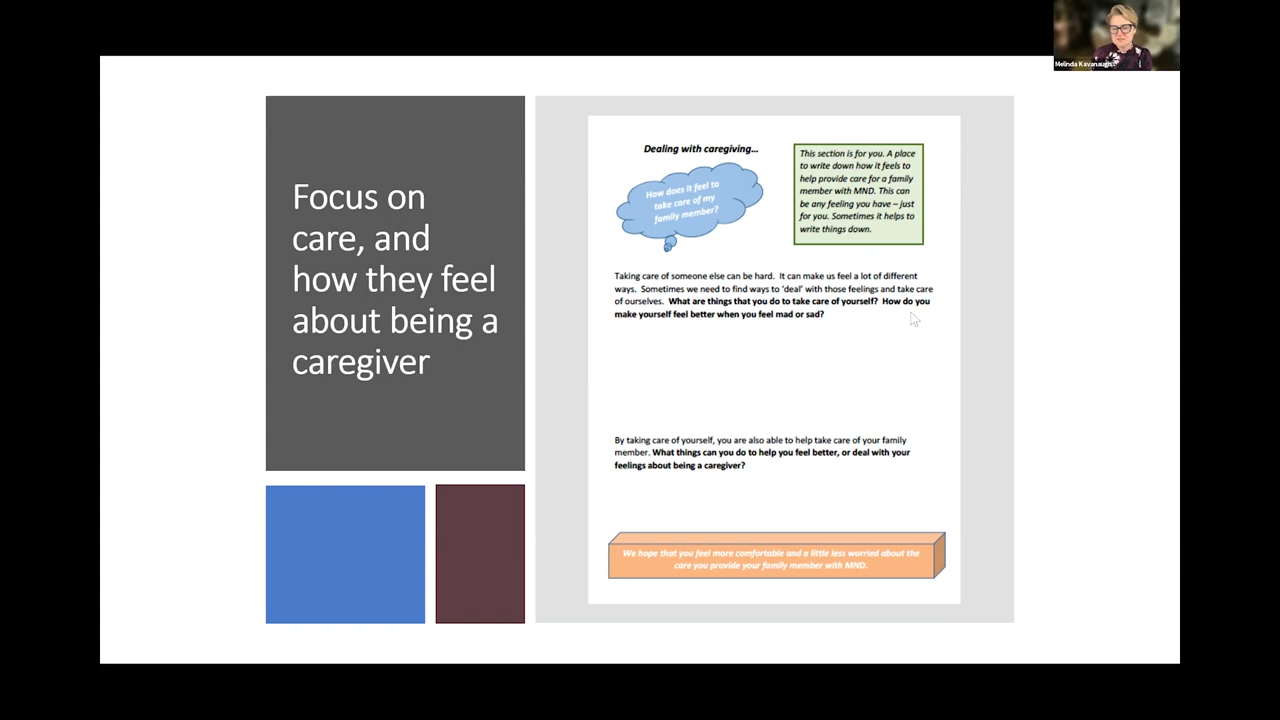 Melinda Kavanaugh
Focus on
care, and
how they feel
about being a
caregiver
Dealing with caregiving…
How does it feel to
take care of my
family member?
This section is for you. A place
to write down how it feels to
help provide care for a family
member with MND. This can
be any feeling you have – just
for you. Sometimes it helps to
write things down.
Taking care of someone else can be hard.  It can make us feel a lot of different
ways.  Sometimes we need to find ways to ‘deal’ with those feelings and take care
of ourselves.  What are things that you do to take care of yourself?  How do you
make yourself feel better when you feel mad or sad?
By taking care of yourself, you are also able to help take care of your family
member. What things can you do to help you feel better, or deal with your
feelings about being a caregiver?
We hope that you feel more comfortable and a little less worried about the
care you provide your family member with MND.